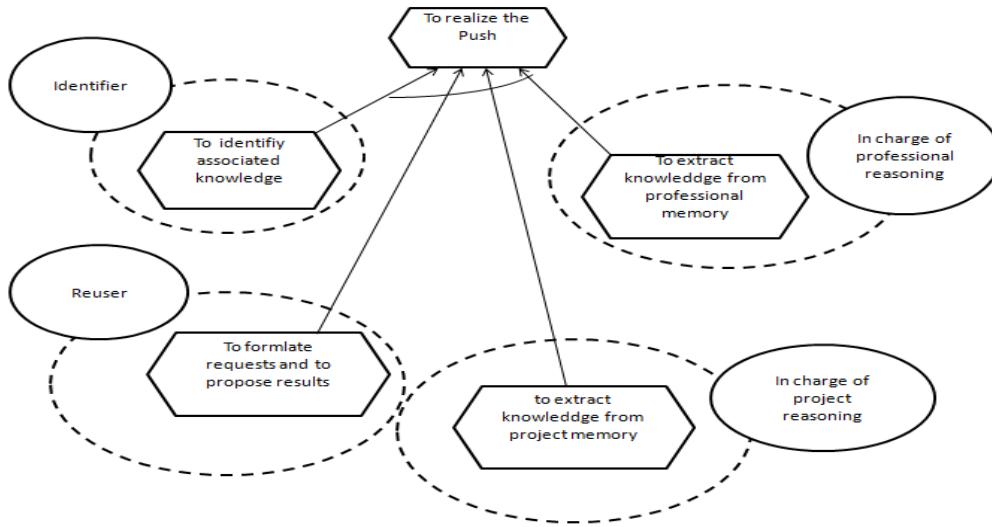 To realize the
Push
Identifier
To identifiy
associated
knowledge
In charge of
professional
reasoning
To extract
knowleddge from
professional
memory
Reuser
To formlate
requests and to
propose results
to extract
knowleddge from
project memory
In charge of
project
reasoning